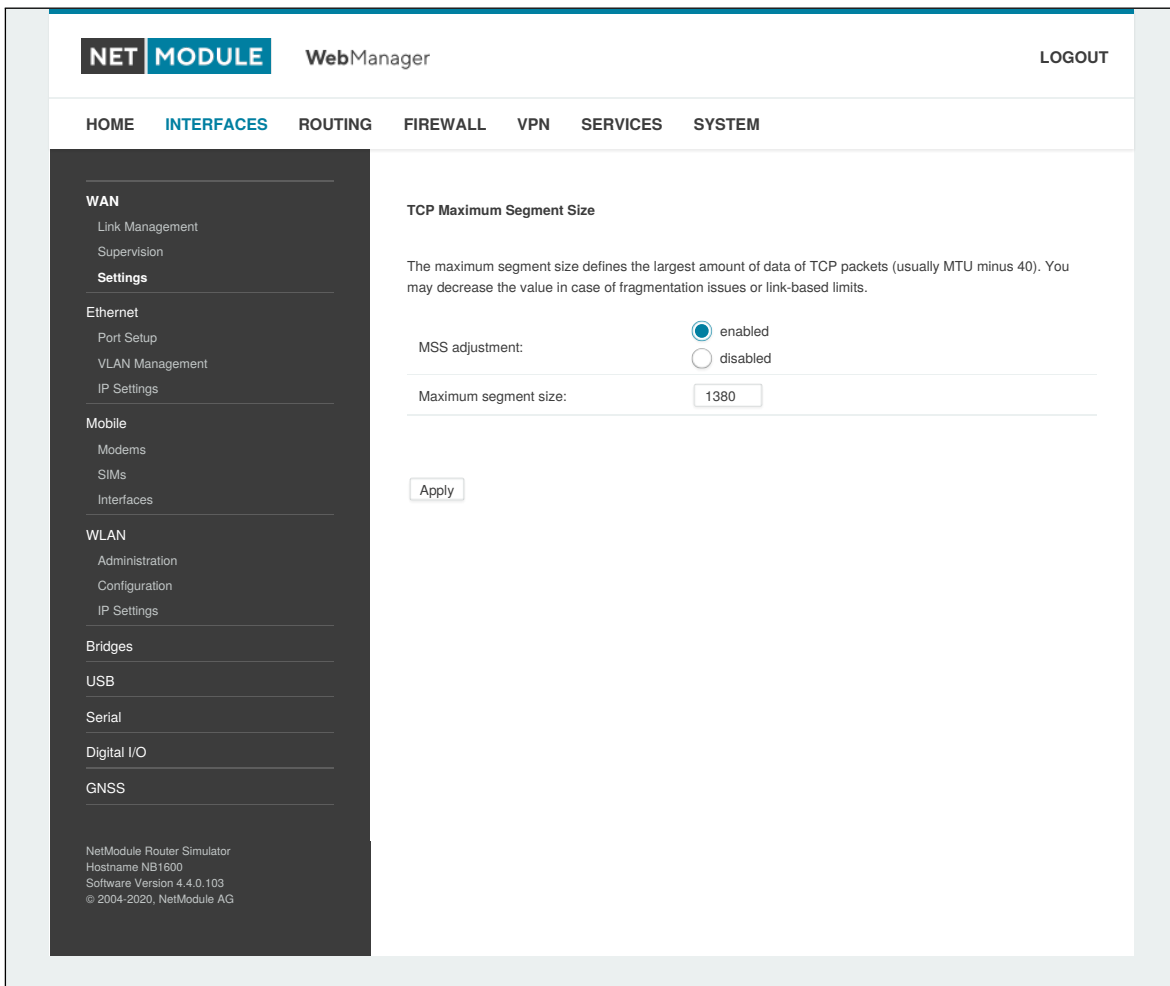 NET MODULE WebManager LOGOUT
HOME INTERFACES ROUTING FIREWALL VPN SERVICES SYSTEM
WAN
Link Management
Supervision
Settings
Ethernet
Port Setup
VLAN Management
IP Settings
Mobile
Modems
SIMs
Interfaces
WLAN
Administration
Configuration
IP Settings
Bridges
USB
Serial
Digital I/O
GNSS
NetModule Router Simulator
Hostname NB1600
Software Version 4.4.0.103
© 2004-2020, NetModule AG
TCP Maximum Segment Size
The maximum segment size defines the largest amount of data of TCP packets (usually MTU minus 40). You
may decrease the value in case of fragmentation issues or link-based limits.
MSS adjustment:
enabled
disabled
Maximum segment size: 1380
Apply